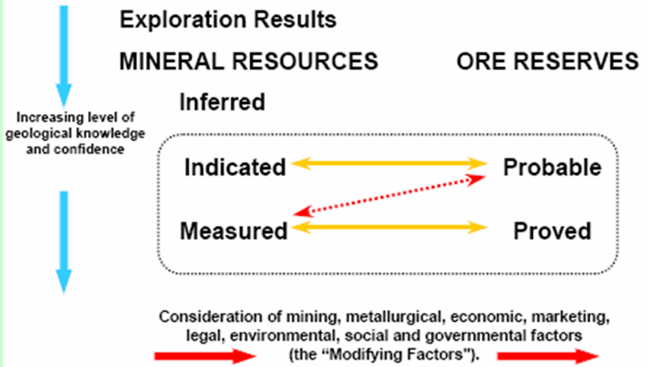 Exploration Results
MINERAL RESOURCES ORE RESERVES
Inferred
Increasing level of
geological knowledge
and confidence
Indicated Probable
Measured Proved
Consideration of mining, metallurgical, economic, marketing,
legal, environmental, social and governmental factors
(the “Modifying Factors”).